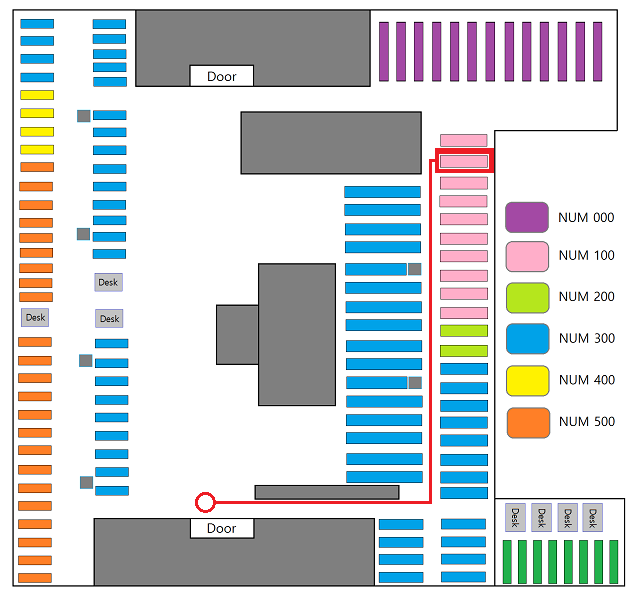 Door
NUM 000
NUM 100
Desk
NUM 200
Desk
Desk
NUM 300
NUM 400
NUM 500
Door
Desk
Desk
Desk
Desk